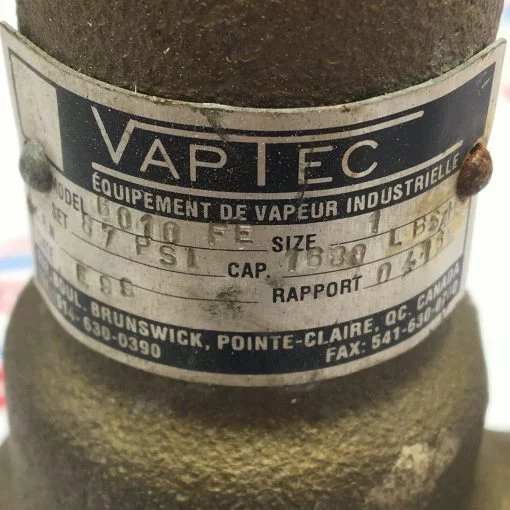 VAPTEC
ÉQUIPEMENT DE VAPEUR INDUSTRIELLE
MODEL 6010 FE SIZE 1
SET 87 PSI CAP. LBS
RAPPORT
BOUL. BRUNSWICK, POINTE-CLAIRE, QC. CANADA
514-630-0390 FAX: